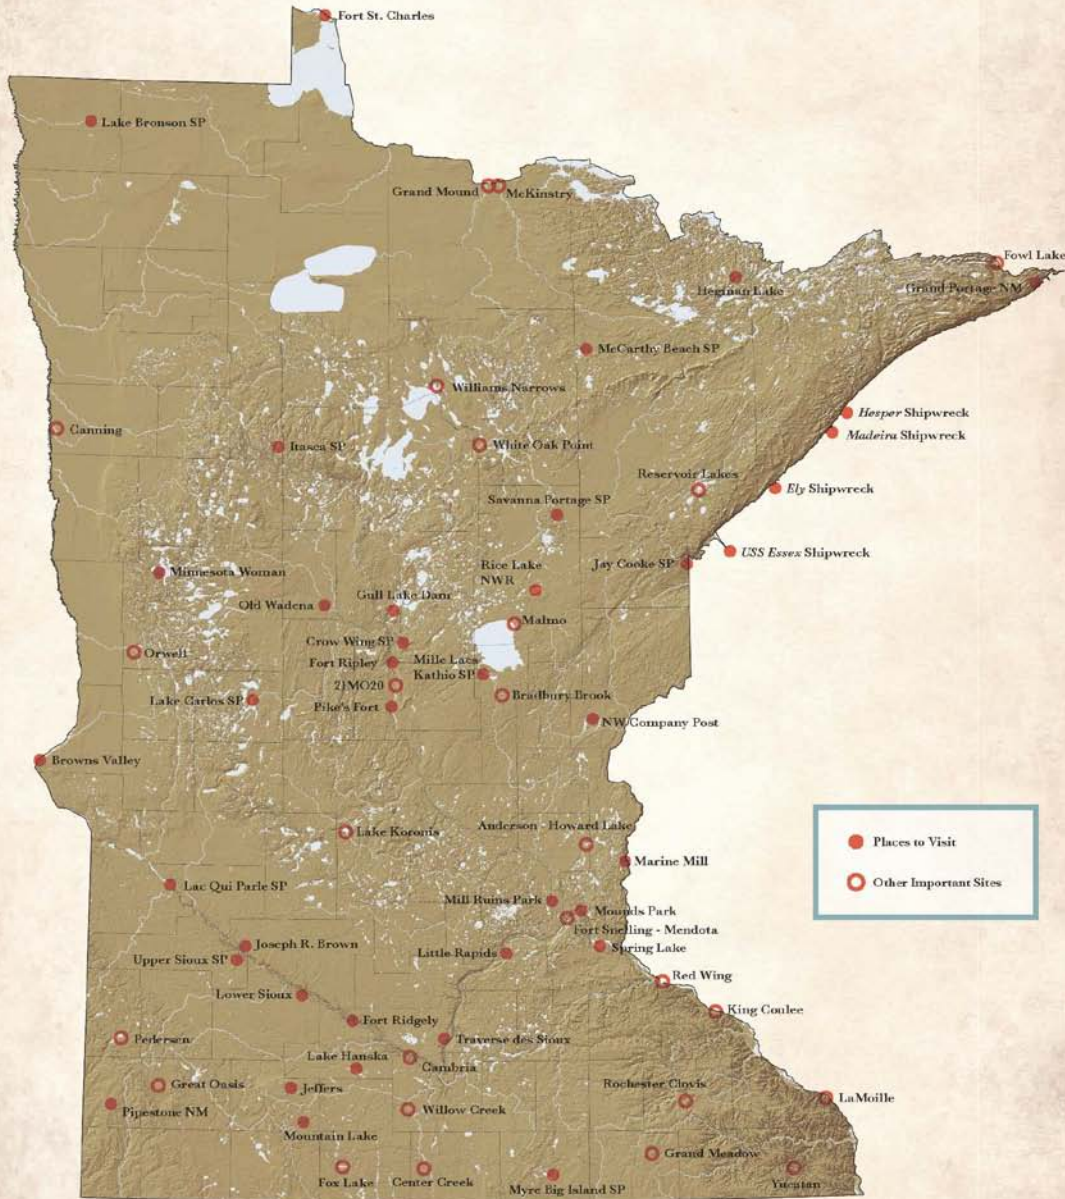 Fort St. Charles
Lake Bronson SP
Grand Mound
McKinstry
Fowl Lake
Heginan Lake
Grand Portage NM
McCarthy Beach SP
Williams Narrows
Hesper Shipwreck
Canning
Madeira Shipwreck
Itasca SP
White Oak Point
Reservoir Lakes
Ely Shipwreck
Savanna Portage SP
USS Essex Shipwreck
Rice Lake
NWR
Jay Cooke SP
Minnesota Woman
Gull Lake Dam
Old Wadena
Malmo
Crow Wing SP
Orwell
Fort Ripley
Mille Lacs
Kathio SP
21MO20
Bradbury Brook
Lake Carlos SP
Pike's Fort
NW Company Post
Browns Valley
Anderson - Howard Lake
Lake Koronis
Places to Visit
Marine Mill
Other Important Sites
Lac Qui Parle SP
Mill Ruins Park
Mounds Park
Fort Snelling - Mendota
Joseph R. Brown
Spring Lake
Upper Sioux SP
Little Rapids
Red Wing
Lower Sioux
King Coulee
Fort Ridgely
Pedersen
Traverse des Sioux
Lake Hanska
Cambria
Great Oasis
Jeffers
Rochester Clovis
LaMoille
Pipestone NM
Willow Creek
Mountain Lake
Grand Meadow
Fox Lake
Center Creek
Yucatan
Myre Big Island SP